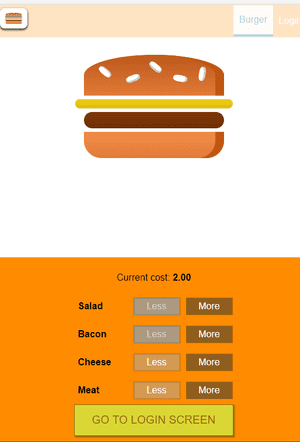 Burger
Login
Current cost: 2.00
Salad Less More
Bacon Less More
Cheese Less More
Meat Less More
GO TO LOGIN SCREEN